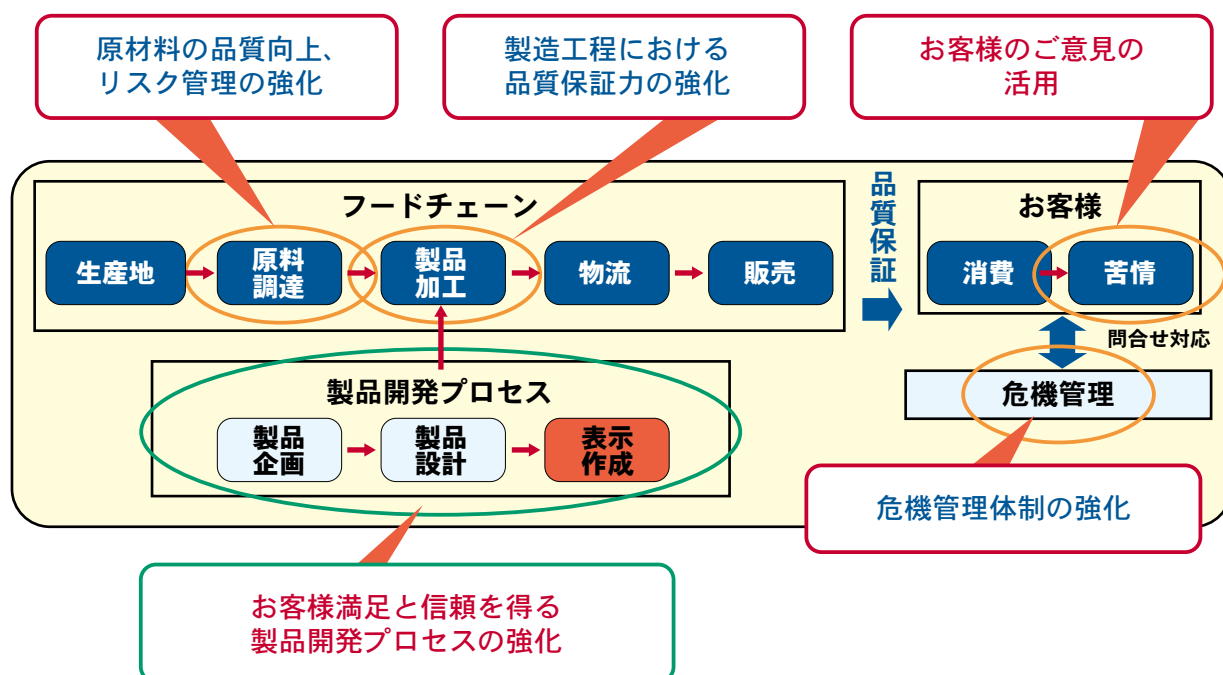 原材料の品質向上、
リスク管理の強化
製造工程における
品質保証力の強化
お客様のご意見の
活用
フードチェーン
生産地
原料
調達
製品
加工
物流
販売
品質保証
お客様
消費
苦情
問合せ対応
危機管理
製品開発プロセス
製品
企画
製品
設計
表示
作成
危機管理体制の強化
お客様満足と信頼を得る
製品開発プロセスの強化